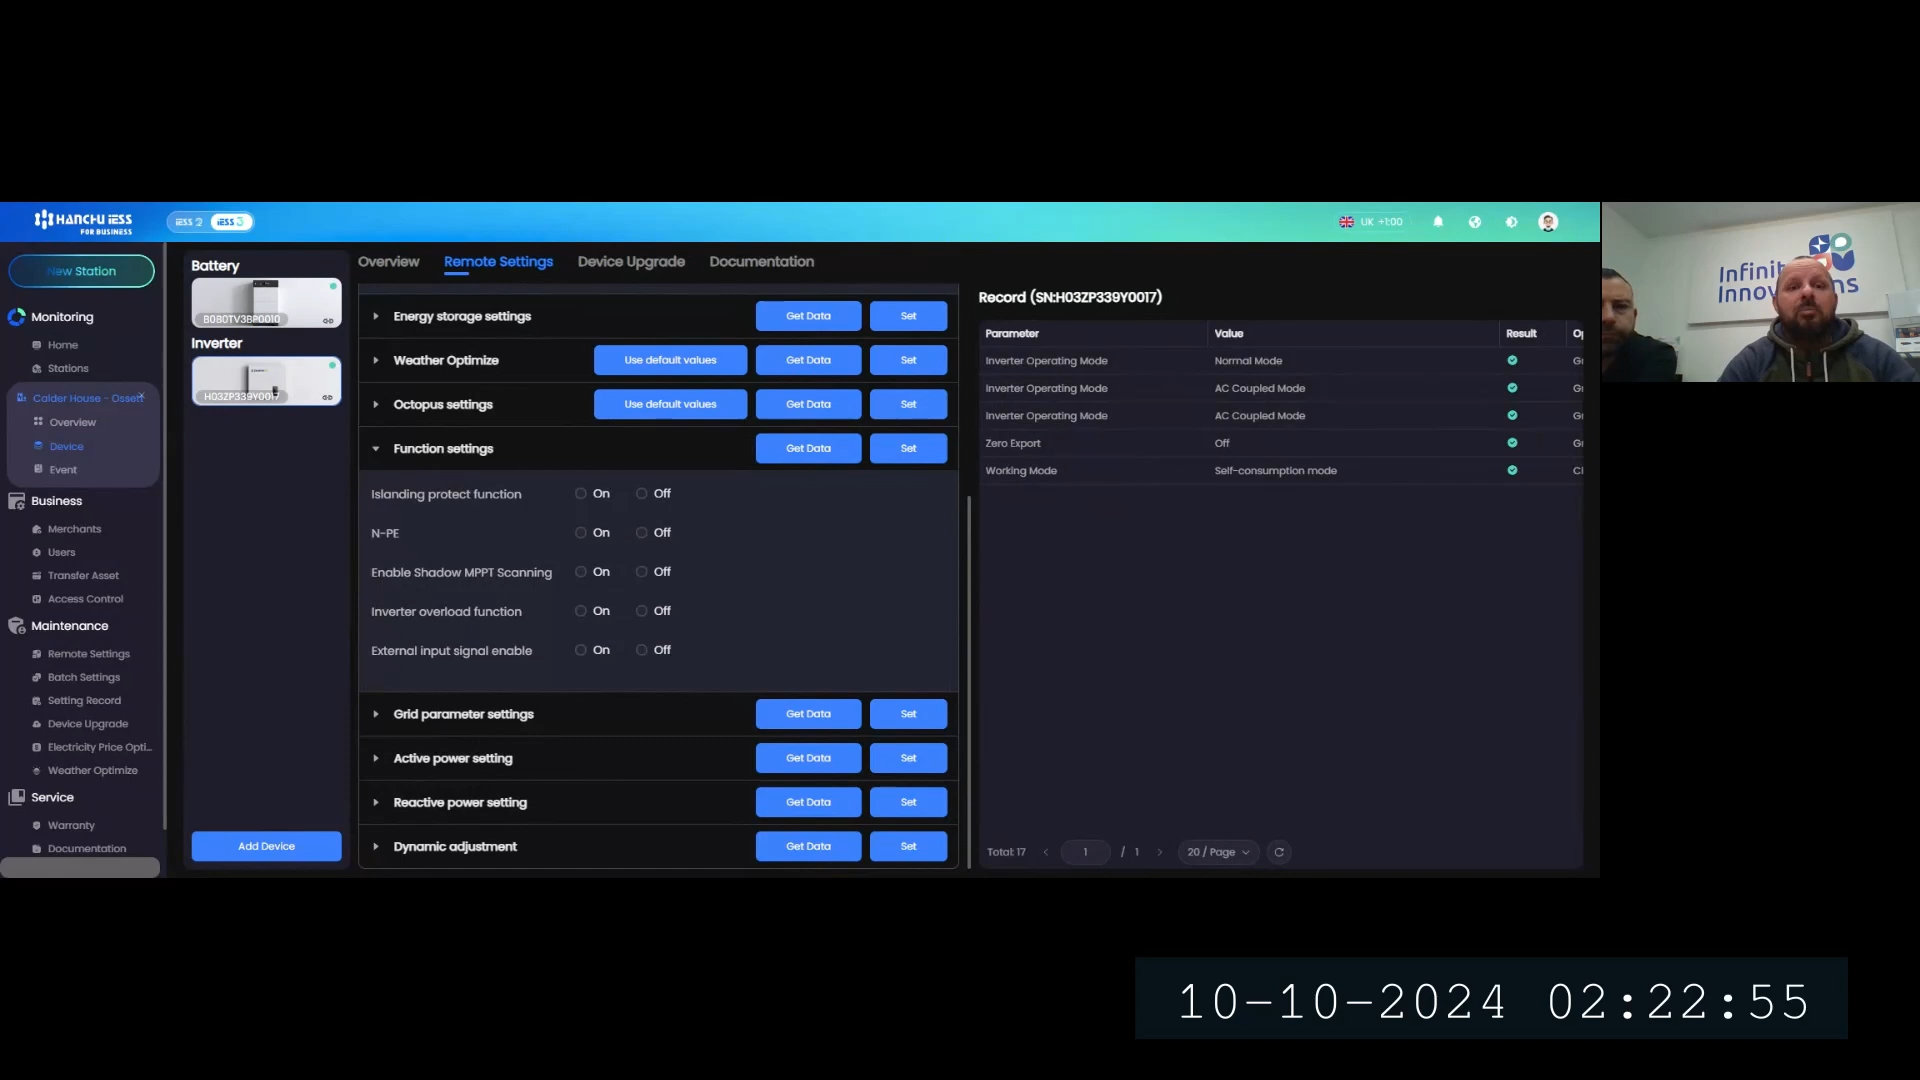 HANCHU iESS
FOR BUSINESS
iESS 2
iESS 3
UK +1:00
New Station
Monitoring
Home
Stations
Calder House - Ossett
Overview
Device
Event
Business
Merchants
Users
Transfer Asset
Access Control
Maintenance
Remote Settings
Batch Settings
Setting Record
Device Upgrade
Electricity Price Opti...
Weather Optimize
Service
Warranty
Documentation
Battery
B0B0TV3BP0010
Inverter
H03ZP339Y0017
Add Device
Overview Remote Settings Device Upgrade Documentation
Energy storage settings Get Data Set
Weather Optimize Use default values Get Data Set
Octopus settings Use default values Get Data Set
Function settings Get Data Set
Islanding protect function On Off
N-PE On Off
Enable Shadow MPPT Scanning On Off
Inverter overload function On Off
External input signal enable On Off
Grid parameter settings Get Data Set
Active power setting Get Data Set
Reactive power setting Get Data Set
Dynamic adjustment Get Data Set
Record (SN:H03ZP339Y0017)
Parameter Value Result
Inverter Operating Mode Normal Mode
Inverter Operating Mode AC Coupled Mode
Inverter Operating Mode AC Coupled Mode
Zero Export Off
Working Mode Self-consumption mode
Total: 17 < 1 / 1 > 20 / Page
10-10-2024 02:22:55